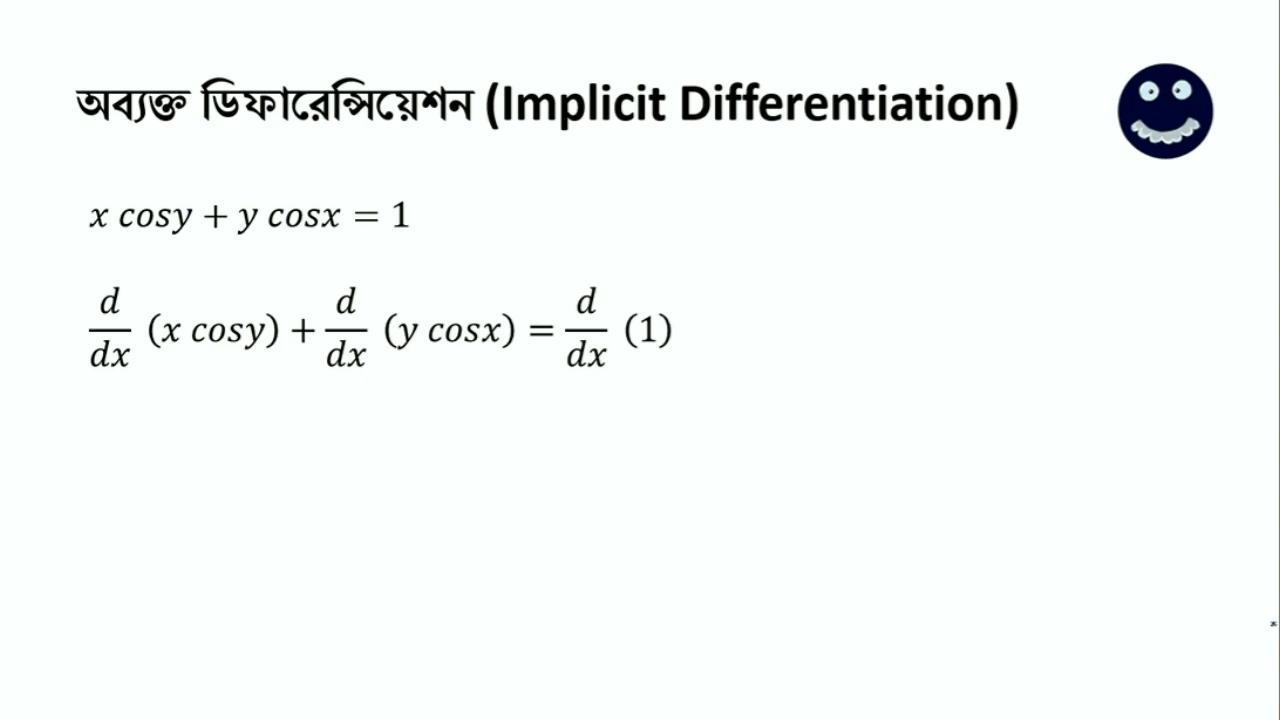 অব্যক্ত ডিফারেন্সিয়েশন (Implicit Differentiation)
x cosy + y cosx = 1
d/dx (x cosy) + d/dx (y cosx) = d/dx (1)